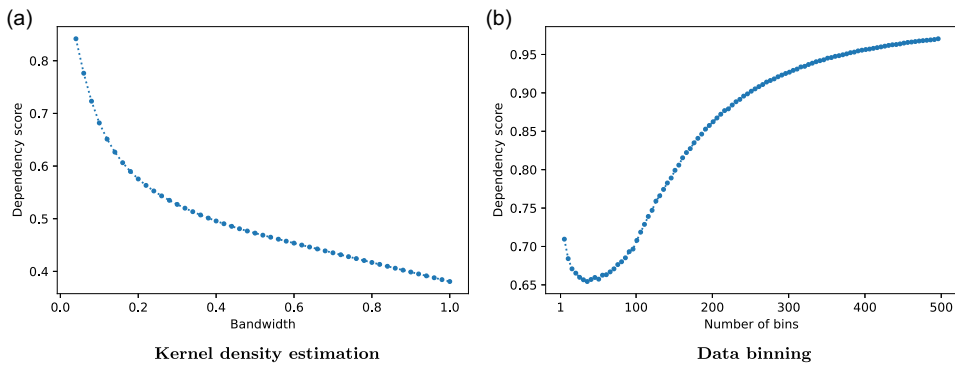 (a)
Dependency score
0.8
0.7
0.6
0.5
0.4
0.0 0.2 0.4 0.6 0.8 1.0
Bandwidth
Kernel density estimation
(b)
Dependency score
0.95
0.90
0.85
0.80
0.75
0.70
0.65
1 100 200 300 400 500
Number of bins
Data binning